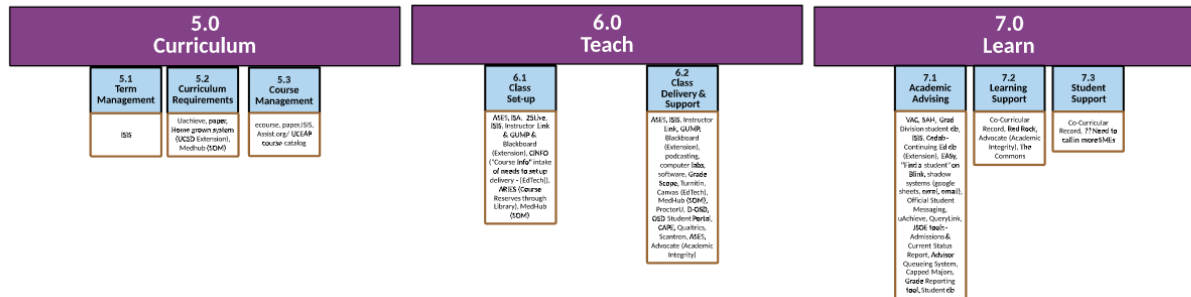 5.0
Curriculum
5.1
Term
Management
ISIS
5.2
Curriculum
Requirements
Uachieve, paper,
Home grown system
(UCSD Extension),
Medhub (SOM)
5.3
Course
Management
ecourse, paper,ISIS,
Assist.org/ UCEAP
course catalog
6.0
Teach
6.1
Class
Set-up
ASES, ISA, 25Live,
ISIS, Instructor Link
& GUMP &
Blackboard
(Extension), CINFO
("Course Info" intake
of needs to setup
delivery - [EdTech]),
ARIES (Course
Reserves through
Library), MedHub
(SOM)
6.2
Class
Delivery &
Support
ASES, ISIS, Instructor
Link, GUMP,
Blackboard
(Extension),
podcasting,
computer labs,
software, Grade
Scope, Turnitin,
Canvas (EdTech),
MedHub (SOM),
ProctorU, D-OSD,
OSD Student Portal,
CAPE, Qualtrics,
Scantron, ASES,
Advocate (Academic
Integrity)
7.0
Learn
7.1
Academic
Advising
VAC, SAH, Grad
Division student db,
ISIS, Cedab -
Continuing Ed db
(Extension), EASy,
"Find a student" on
Blink, shadow
systems (google
sheets, excel, email),
Official Student
Messaging,
uAchieve, QueryLink,
JSOE tools -
Admissions &
Current Status
Report, Advisor
Queueing System,
Capped Majors,
Grade Reporting
tool, Student db
7.2
Learning
Support
Co-Curricular
Record, Red Rock,
Advocate (Academic
Integrity), The
Commons
7.3
Student
Support
Co-Curricular
Record, ??Need to
call in more SMEs